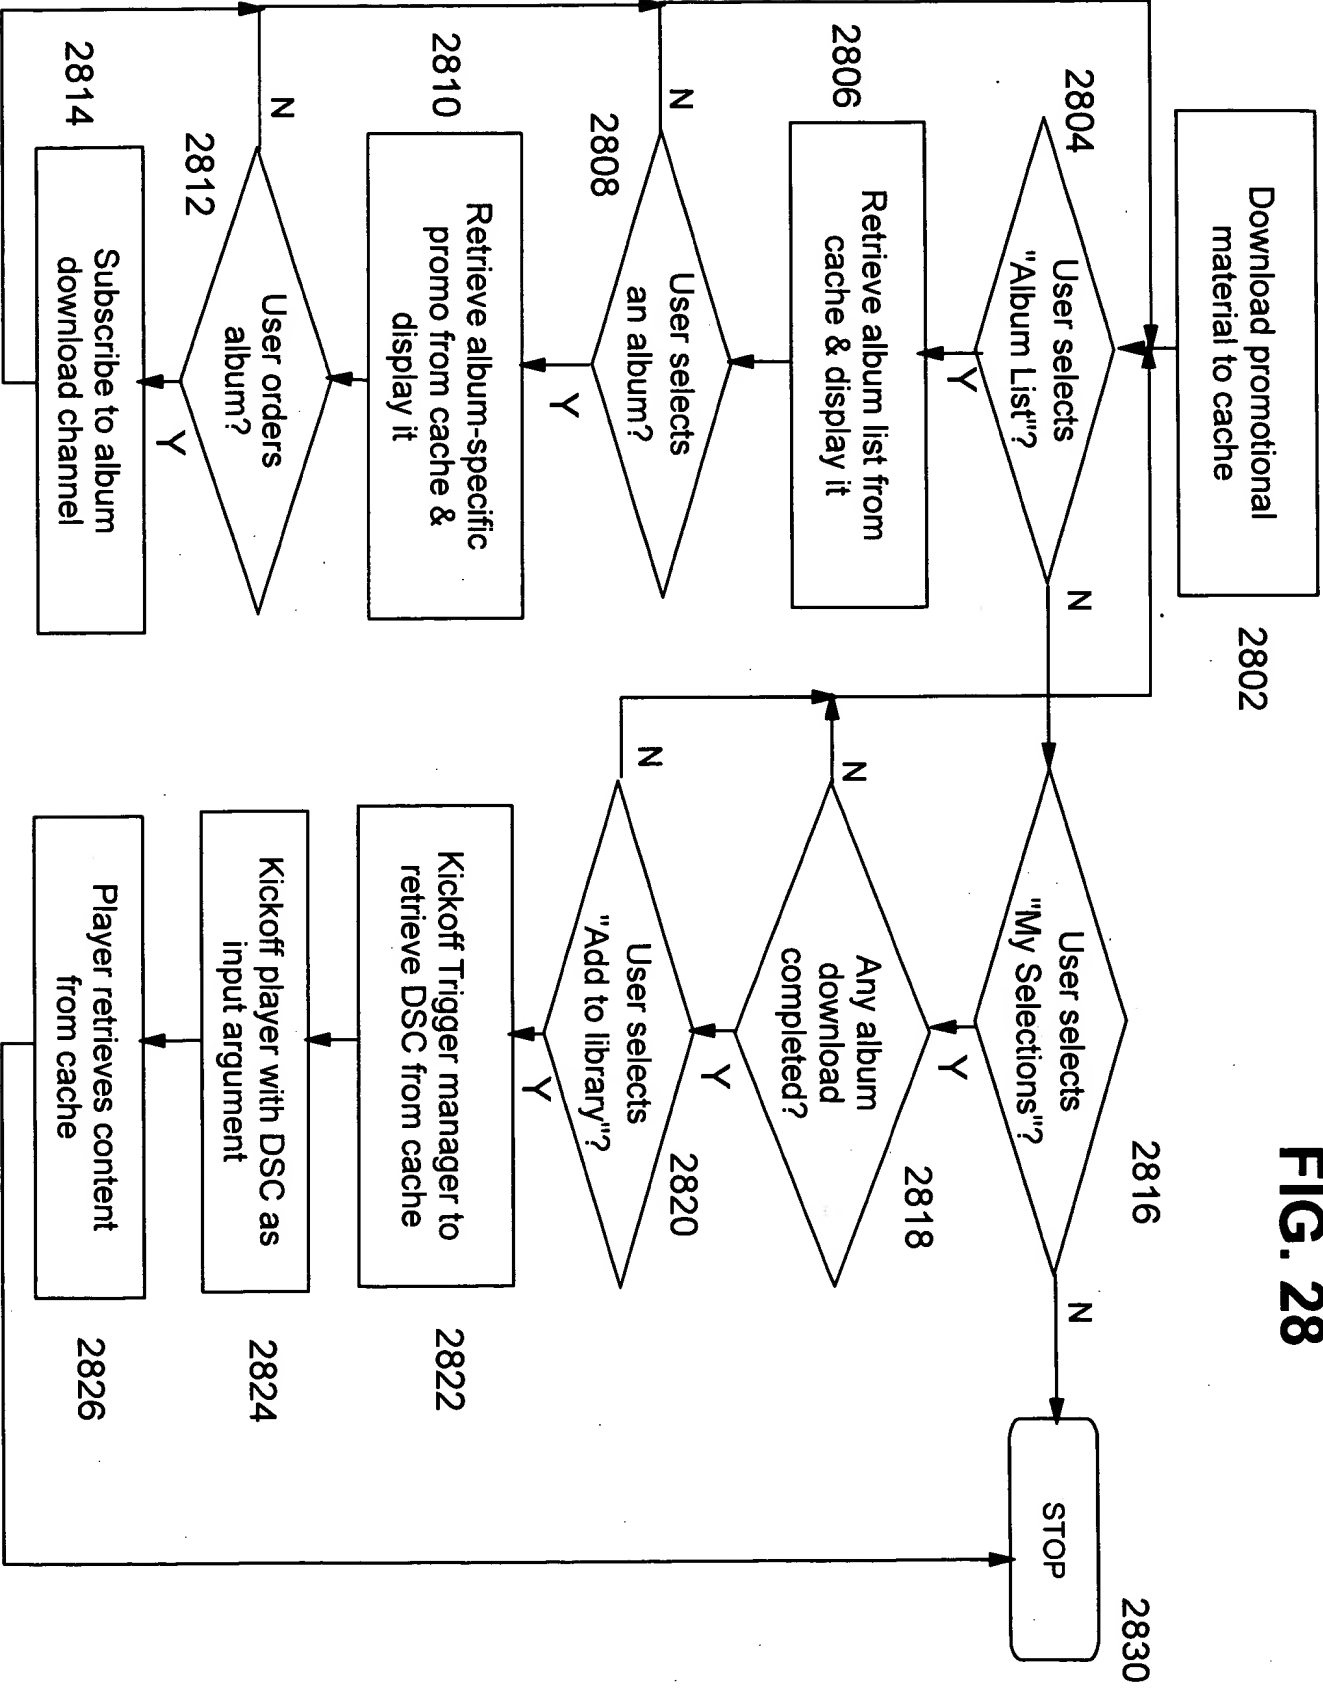 FIG. 28
Download promotional
material to cache
2802
2804
User selects
"Album List"?
N
Y
2806
Retrieve album list from
cache & display it
N
2808
User selects
an album?
Y
2810
Retrieve album-specific
promo from cache &
display it
N
2812
User orders
album?
Y
2814
Subscribe to album
download channel
2816
User selects
"My Selections"?
N
Y
STOP
2830
N
Any album
download
completed?
2818
Y
N
User selects
"Add to library"?
2820
Y
Kickoff Trigger manager to
retrieve DSC from cache
2822
Kickoff player with DSC as
input argument
2824
Player retrieves content
from cache
2826